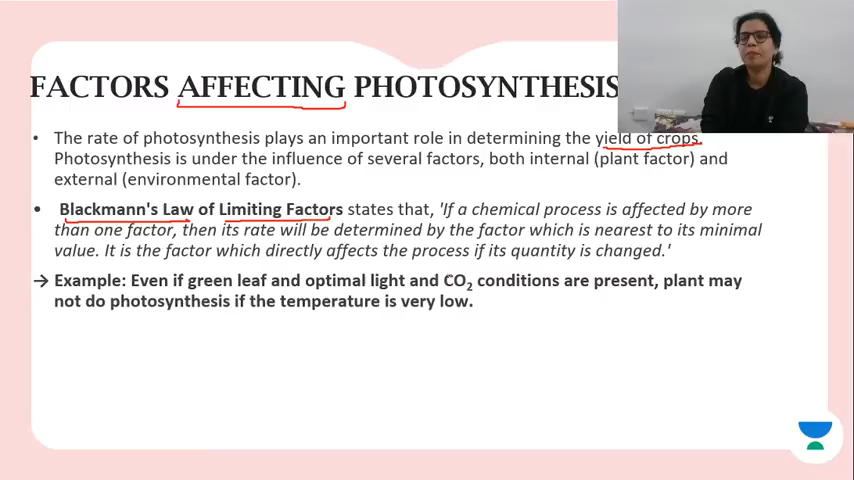 FACTORS AFFECTING PHOTOSYNTHESIS
• The rate of photosynthesis plays an important role in determining the yield of crops.
Photosynthesis is under the influence of several factors, both internal (plant factor) and
external (environmental factor).
• Blackmann's Law of Limiting Factors states that, 'If a chemical process is affected by more
than one factor, then its rate will be determined by the factor which is nearest to its minimal
value. It is the factor which directly affects the process if its quantity is changed.'
→ Example: Even if green leaf and optimal light and CO₂ conditions are present, plant may
not do photosynthesis if the temperature is very low.